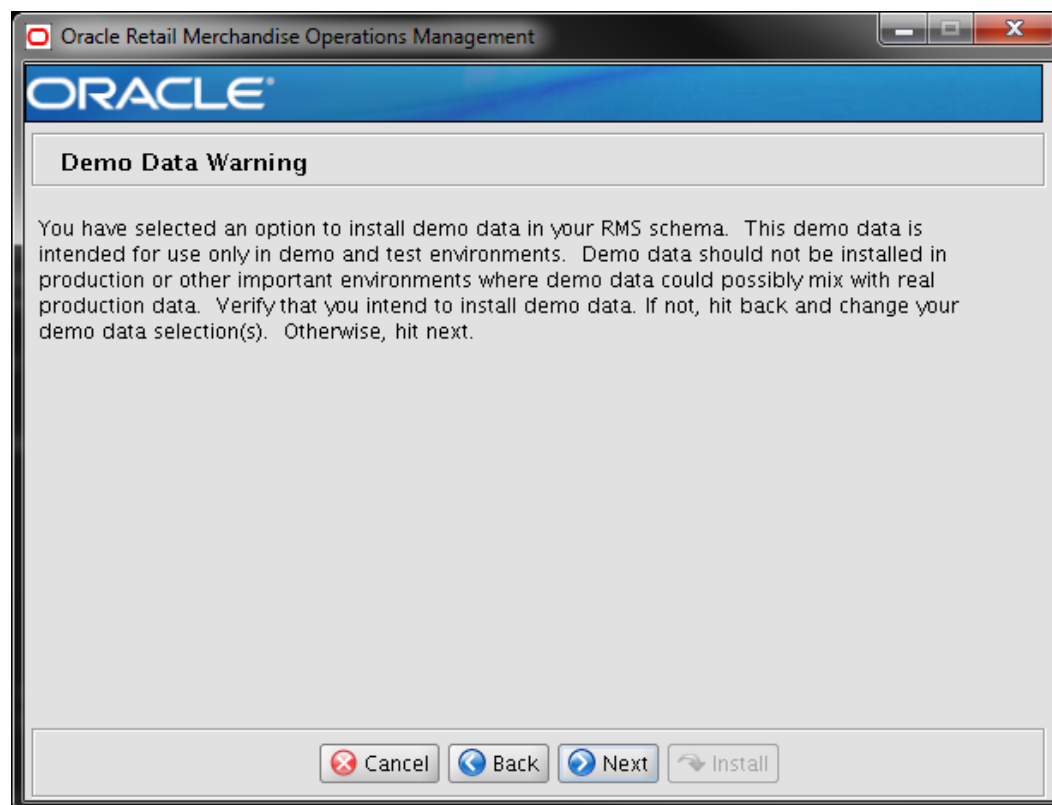 Oracle Retail Merchandise Operations Management
ORACLE
Demo Data Warning
You have selected an option to install demo data in your RMS schema.  This demo data is
intended for use only in demo and test environments.  Demo data should not be installed in
production or other important environments where demo data could possibly mix with real
production data.  Verify that you intend to install demo data. If not, hit back and change your
demo data selection(s).  Otherwise, hit next.
Cancel Back Next Install